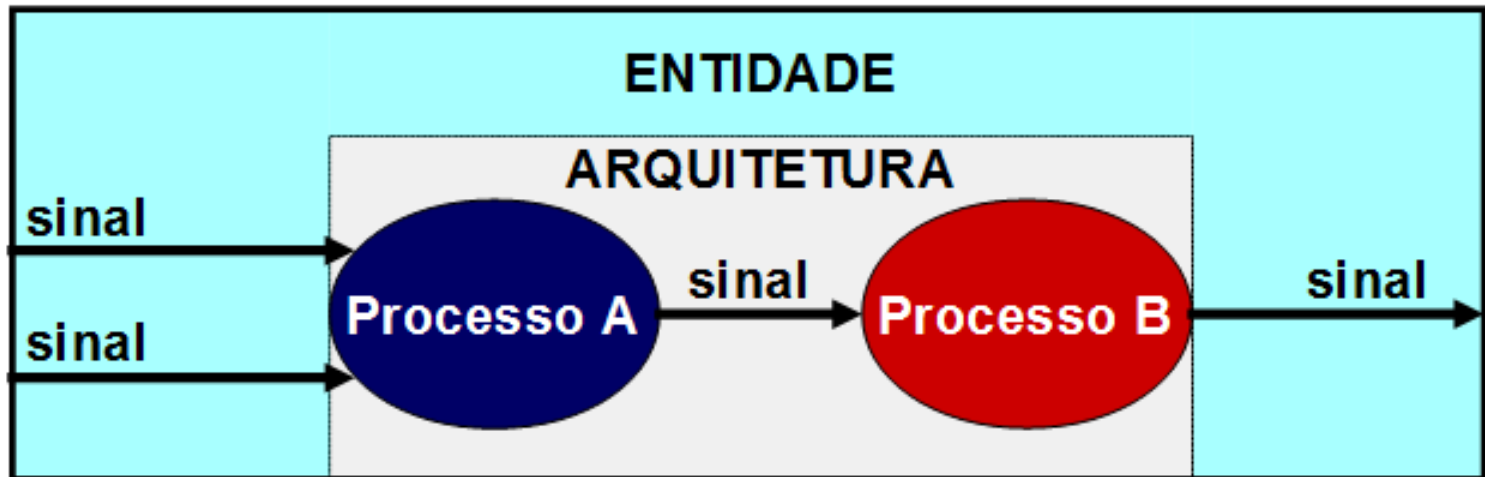 ENTIDADE
ARQUITETURA
sinal
sinal
Processo A
sinal
Processo B
sinal